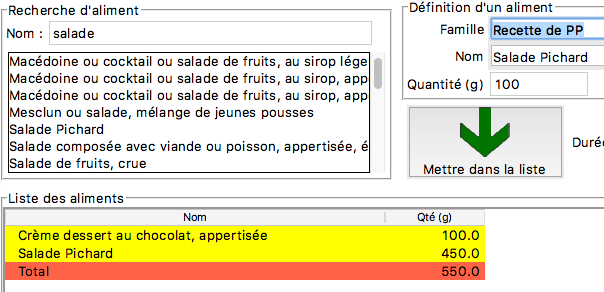 Recherche d'aliment
Nom : salade
Macédoine ou cocktail ou salade de fruits, au sirop lége
Macédoine ou cocktail ou salade de fruits, au sirop, app
Macédoine ou cocktail ou salade de fruits, au sirop, app
Mesclun ou salade, mélange de jeunes pousses
Salade Pichard
Salade composée avec viande ou poisson, appertisée, é
Salade de fruits, crue
Définition d'un aliment
Famille Recette de PP
Nom Salade Pichard
Quantité (g) 100
Mettre dans la liste
Durée
Liste des aliments
Nom Qté (g)
Crème dessert au chocolat, appertisée 100.0
Salade Pichard 450.0
Total 550.0